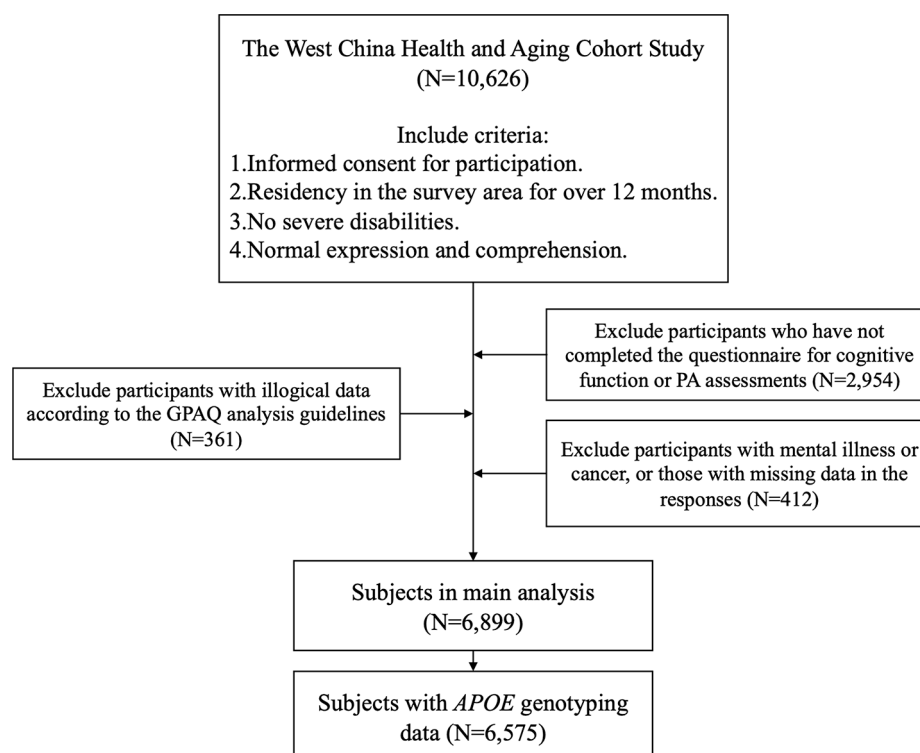 The West China Health and Aging Cohort Study
(N=10,626)
Include criteria:
1.Informed consent for participation.
2.Residency in the survey area for over 12 months.
3.No severe disabilities.
4.Normal expression and comprehension.
Exclude participants who have not
completed the questionnaire for cognitive
function or PA assessments (N=2,954)
Exclude participants with illogical data
according to the GPAQ analysis guidelines
(N=361)
Exclude participants with mental illness or
cancer, or those with missing data in the
responses (N=412)
Subjects in main analysis
(N=6,899)
Subjects with APOE genotyping
data (N=6,575)